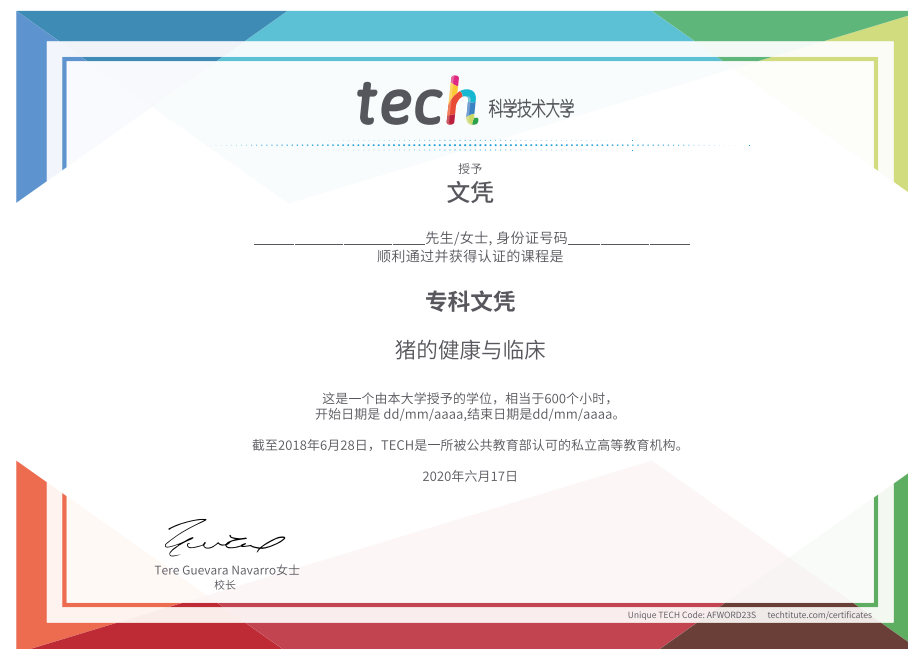 tech 科学技术大学
授予
文凭
先生/女士, 身份证号码
顺利通过并获得认证的课程是
专科文凭
猪的健康与临床
这是一个由本大学授予的学位，相当于600个小时，
开始日期是 dd/mm/aaaa,结束日期是dd/mm/aaaa。
截至2018年6月28日，TECH是一所被公共教育部认可的私立高等教育机构。
2020年六月17日
Tere Guevara Navarro女士
校长
Unique TECH Code: AFWORD23S techtitute.com/certificates